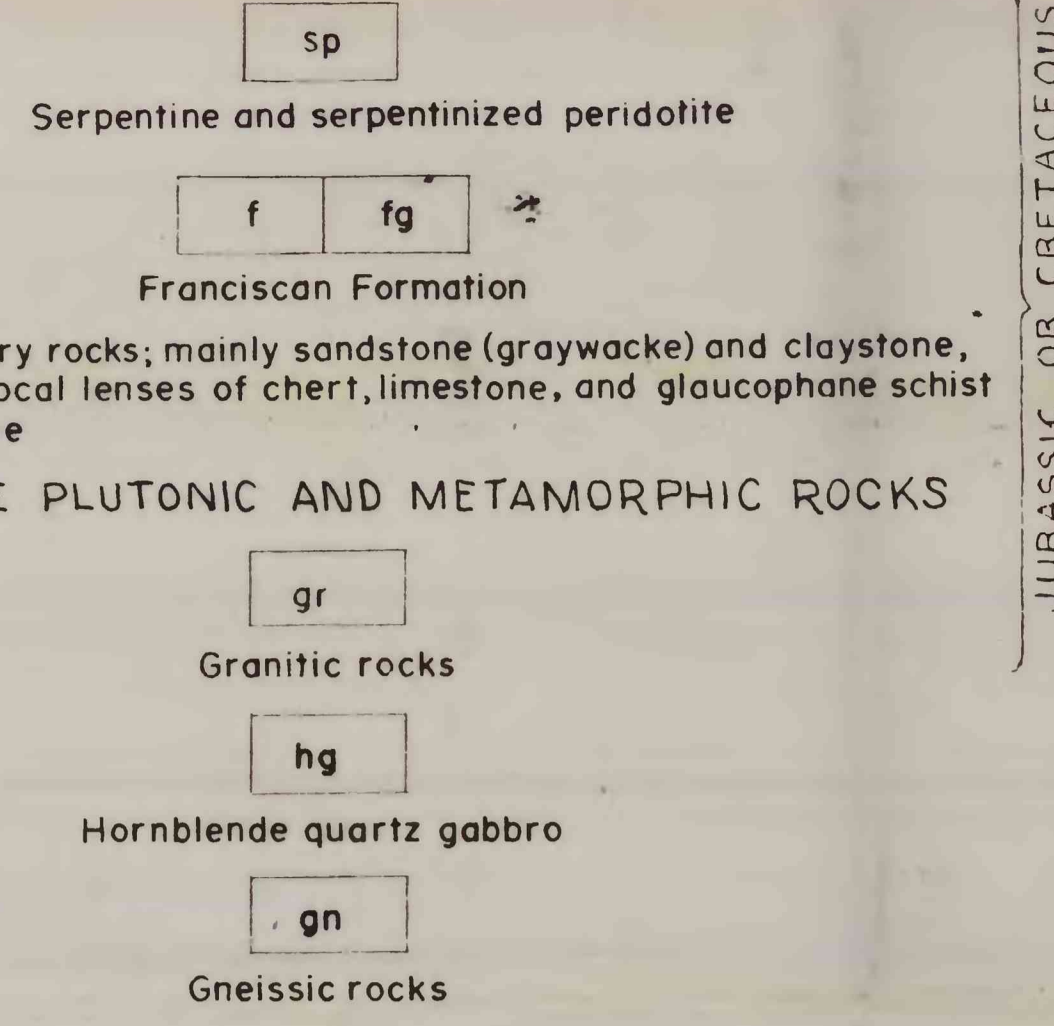 sp
Serpentine and serpentinized peridotite
f fg
Franciscan Formation
ry rocks; mainly sandstone (graywacke) and claystone,
ocal lenses of chert, limestone, and glaucophane schist
e
PLUTONIC AND METAMORPHIC ROCKS
gr
Granitic rocks
hg
Hornblende quartz gabbro
gn
Gneissic rocks
JURASSIC OR CRETACEOUS